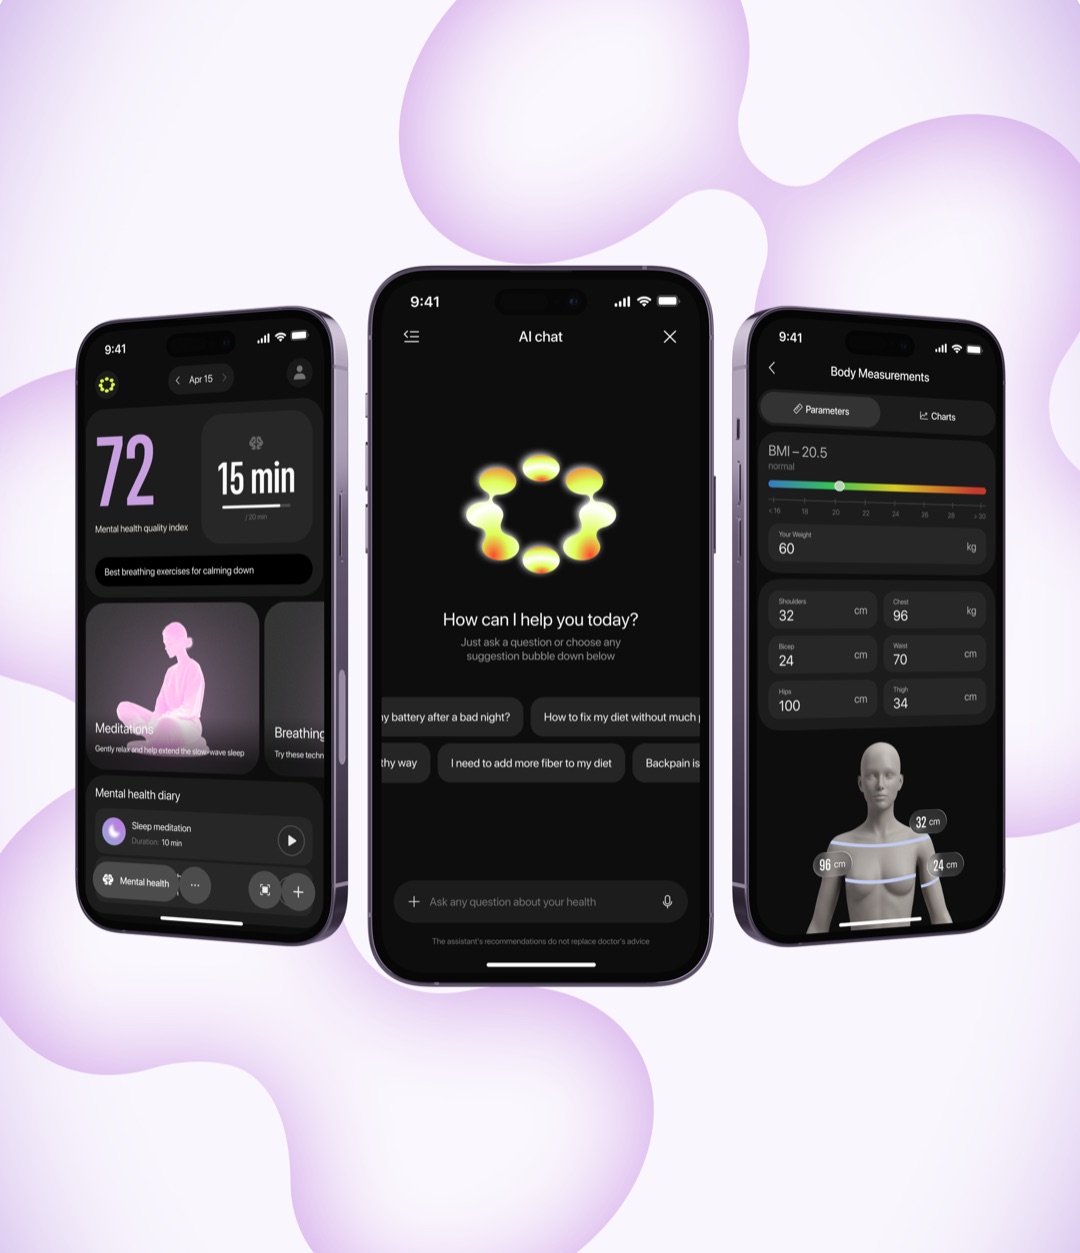 9:41
Apr 15
72
Mental health quality index
15 min
/ 20 min
Best breathing exercises for calming down
Meditations
Gently relax and help extend the slow-wave sleep
Breathing
Try these techn
Mental health diary
Sleep meditation
Duration: 10 min
Mental health
9:41
AI chat
How can I help you today?
Just ask a question or choose any
suggestion bubble down below
y battery after a bad night?
How to fix my diet without much
thy way
I need to add more fiber to my diet
Backpain is
Ask any question about your health
The assistant's recommendations do not replace doctor's advice
9:41
Body Measurements
Parameters
Charts
BMI – 20.5
normal
< 16 18 20 22 24 26 28 > 30
Your Weight
60 kg
Shoulders
32 cm
Chest
96 kg
Bicep
24 cm
Waist
70 cm
Hips
100 cm
Thigh
34 cm
32 cm
96 cm
24 cm